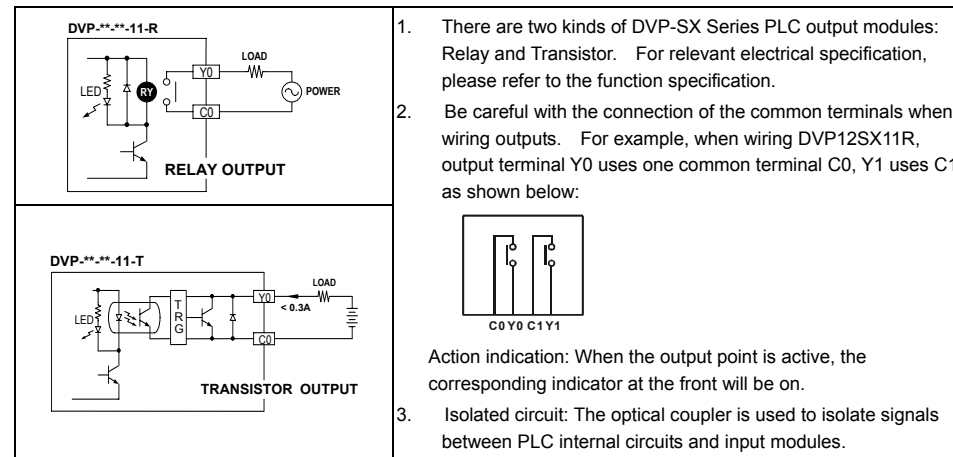 DVP-**-**-11-R
LED
RY
Y0
C0
LOAD
POWER
RELAY OUTPUT
DVP-**-**-11-T
LED
T
R
G
Y0
C0
LOAD
< 0.3A
TRANSISTOR OUTPUT
1. There are two kinds of DVP-SX Series PLC output modules:
Relay and Transistor. For relevant electrical specification,
please refer to the function specification.
2. Be careful with the connection of the common terminals when
wiring outputs. For example, when wiring DVP12SX11R,
output terminal Y0 uses one common terminal C0, Y1 uses C1
as shown below:
C0 Y0 C1 Y1
Action indication: When the output point is active, the
corresponding indicator at the front will be on.
3. Isolated circuit: The optical coupler is used to isolate signals
between PLC internal circuits and input modules.